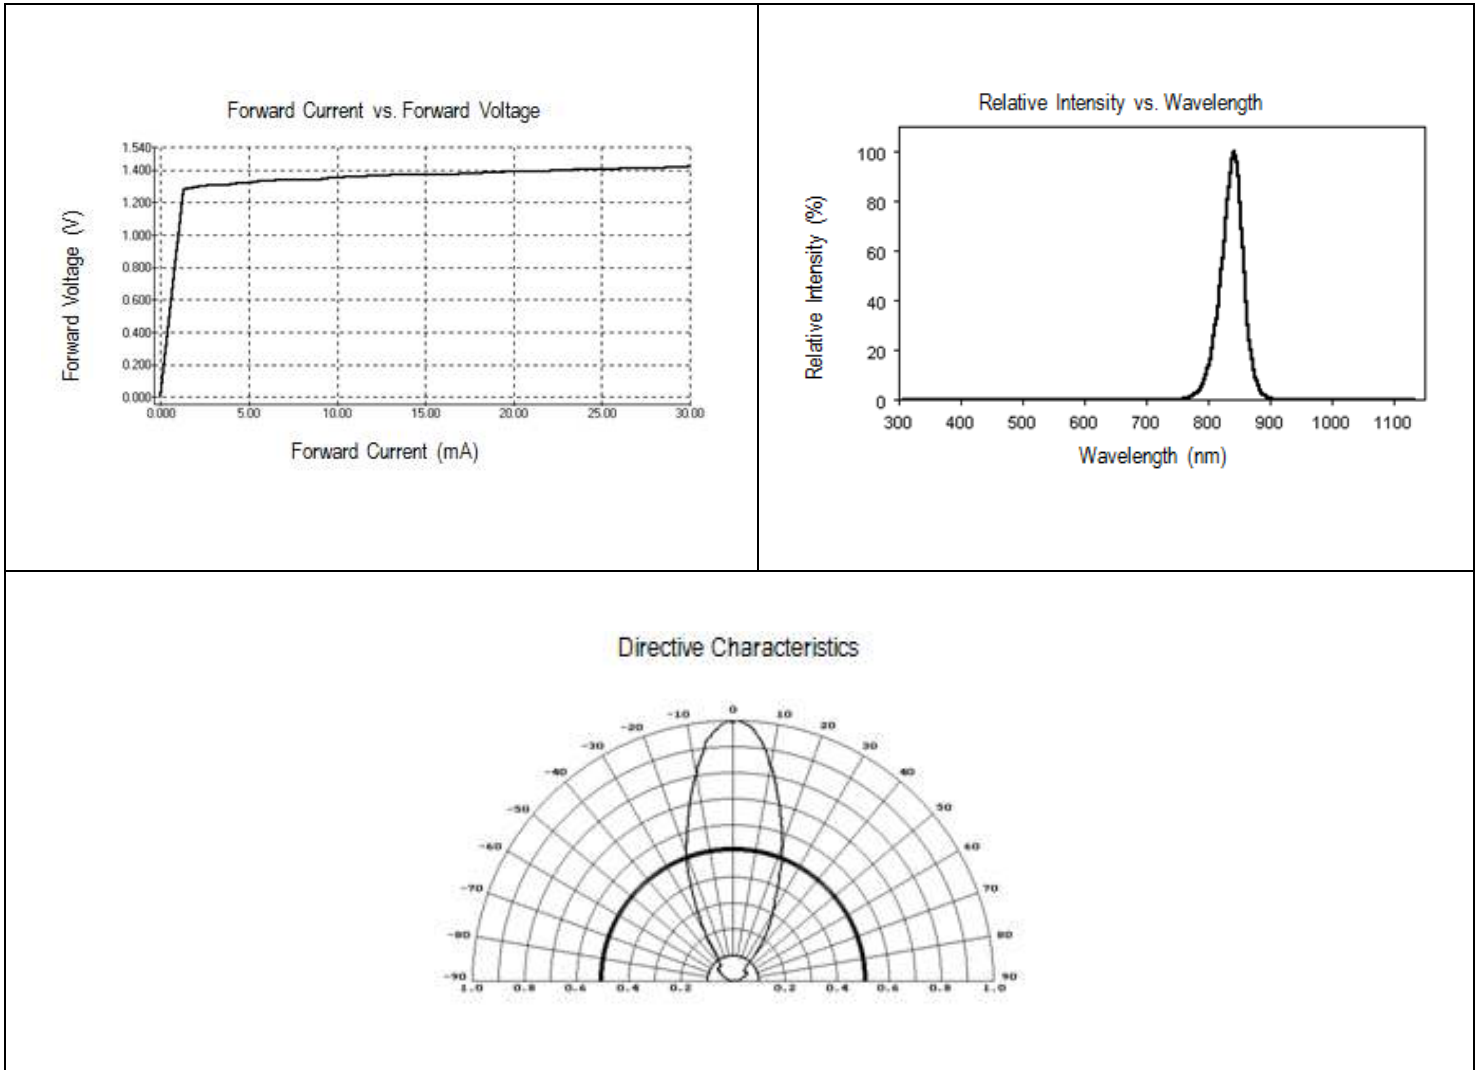 Forward Current vs. Forward Voltage
1.540
1.400
1.200
1.000
0.800
0.600
0.400
0.200
0.000
Forward Voltage (V)
0.000 5.00 10.00 15.00 20.00 25.00 30.00
Forward Current (mA)
Relative Intensity vs. Wavelength
100
80
60
40
20
0
Relative Intensity (%)
300 400 500 600 700 800 900 1000 1100
Wavelength (nm)
Directive Characteristics
-10 0 10
-20 20
-30 30
-40 40
-50 50
-60 60
-70 70
-80 80
-90 90
1.0 0.8 0.6 0.4 0.2 0.2 0.4 0.6 0.8 1.0